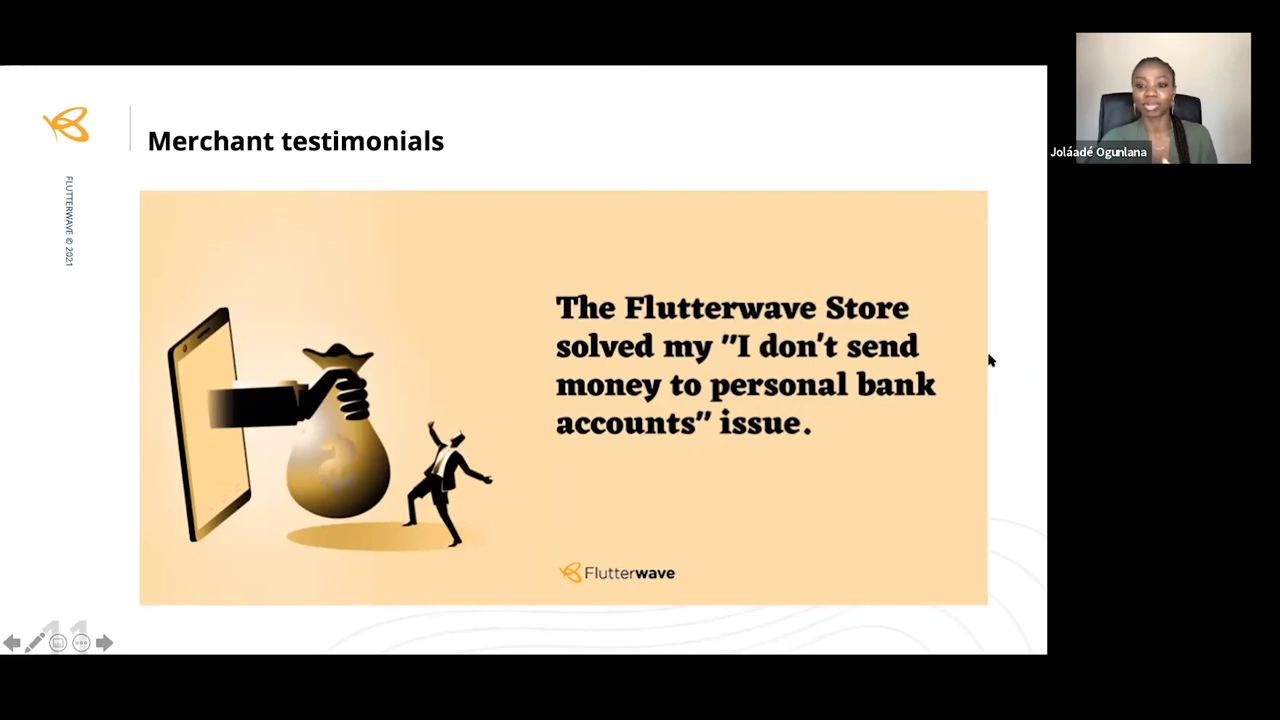 Merchant testimonials
FLUTTERWAVE © 2021
The Flutterwave Store
solved my "I don't send
money to personal bank
accounts" issue.
Flutterwave
11
Joláadé Ogunlana